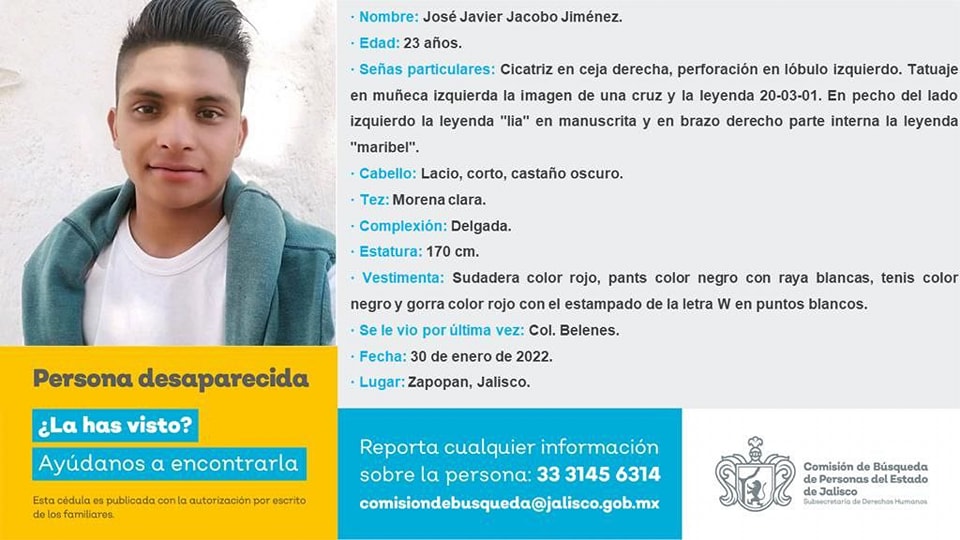 · Nombre: José Javier Jacobo Jiménez.
· Edad: 23 años.
· Señas particulares: Cicatriz en ceja derecha, perforación en lóbulo izquierdo. Tatuaje
en muñeca izquierda la imagen de una cruz y la leyenda 20-03-01. En pecho del lado
izquierdo la leyenda "lia" en manuscrita y en brazo derecho parte interna la leyenda
"maribel".
· Cabello: Lacio, corto, castaño oscuro.
· Tez: Morena clara.
· Complexión: Delgada.
· Estatura: 170 cm.
· Vestimenta: Sudadera color rojo, pants color negro con raya blancas, tenis color
negro y gorra color rojo con el estampado de la letra W en puntos blancos.
· Se le vio por última vez: Col. Belenes.
· Fecha: 30 de enero de 2022.
· Lugar: Zapopan, Jalisco.
Persona desaparecida
¿La has visto?
Ayúdanos a encontrarla
Esta cédula es publicada con la autorización por escrito
de los familiares.
Reporta cualquier información
sobre la persona: 33 3145 6314
comisiondebusqueda@jalisco.gob.mx
Comisión de Búsqueda
de Personas del Estado
de Jalisco
Subsecretaría de Derechos Humanos